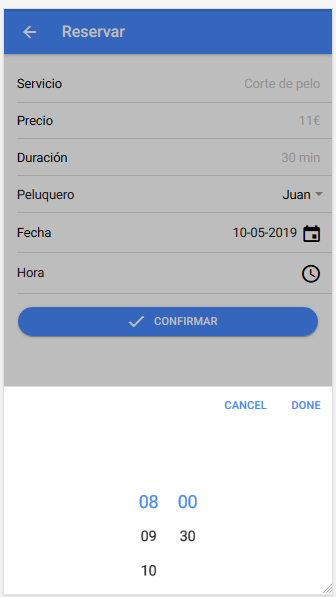 Reservar
Servicio Corte de pelo
Precio 11€
Duración 30 min
Peluquero Juan
Fecha 10-05-2019
Hora
CONFIRMAR
CANCEL DONE
08 00
09 30
10